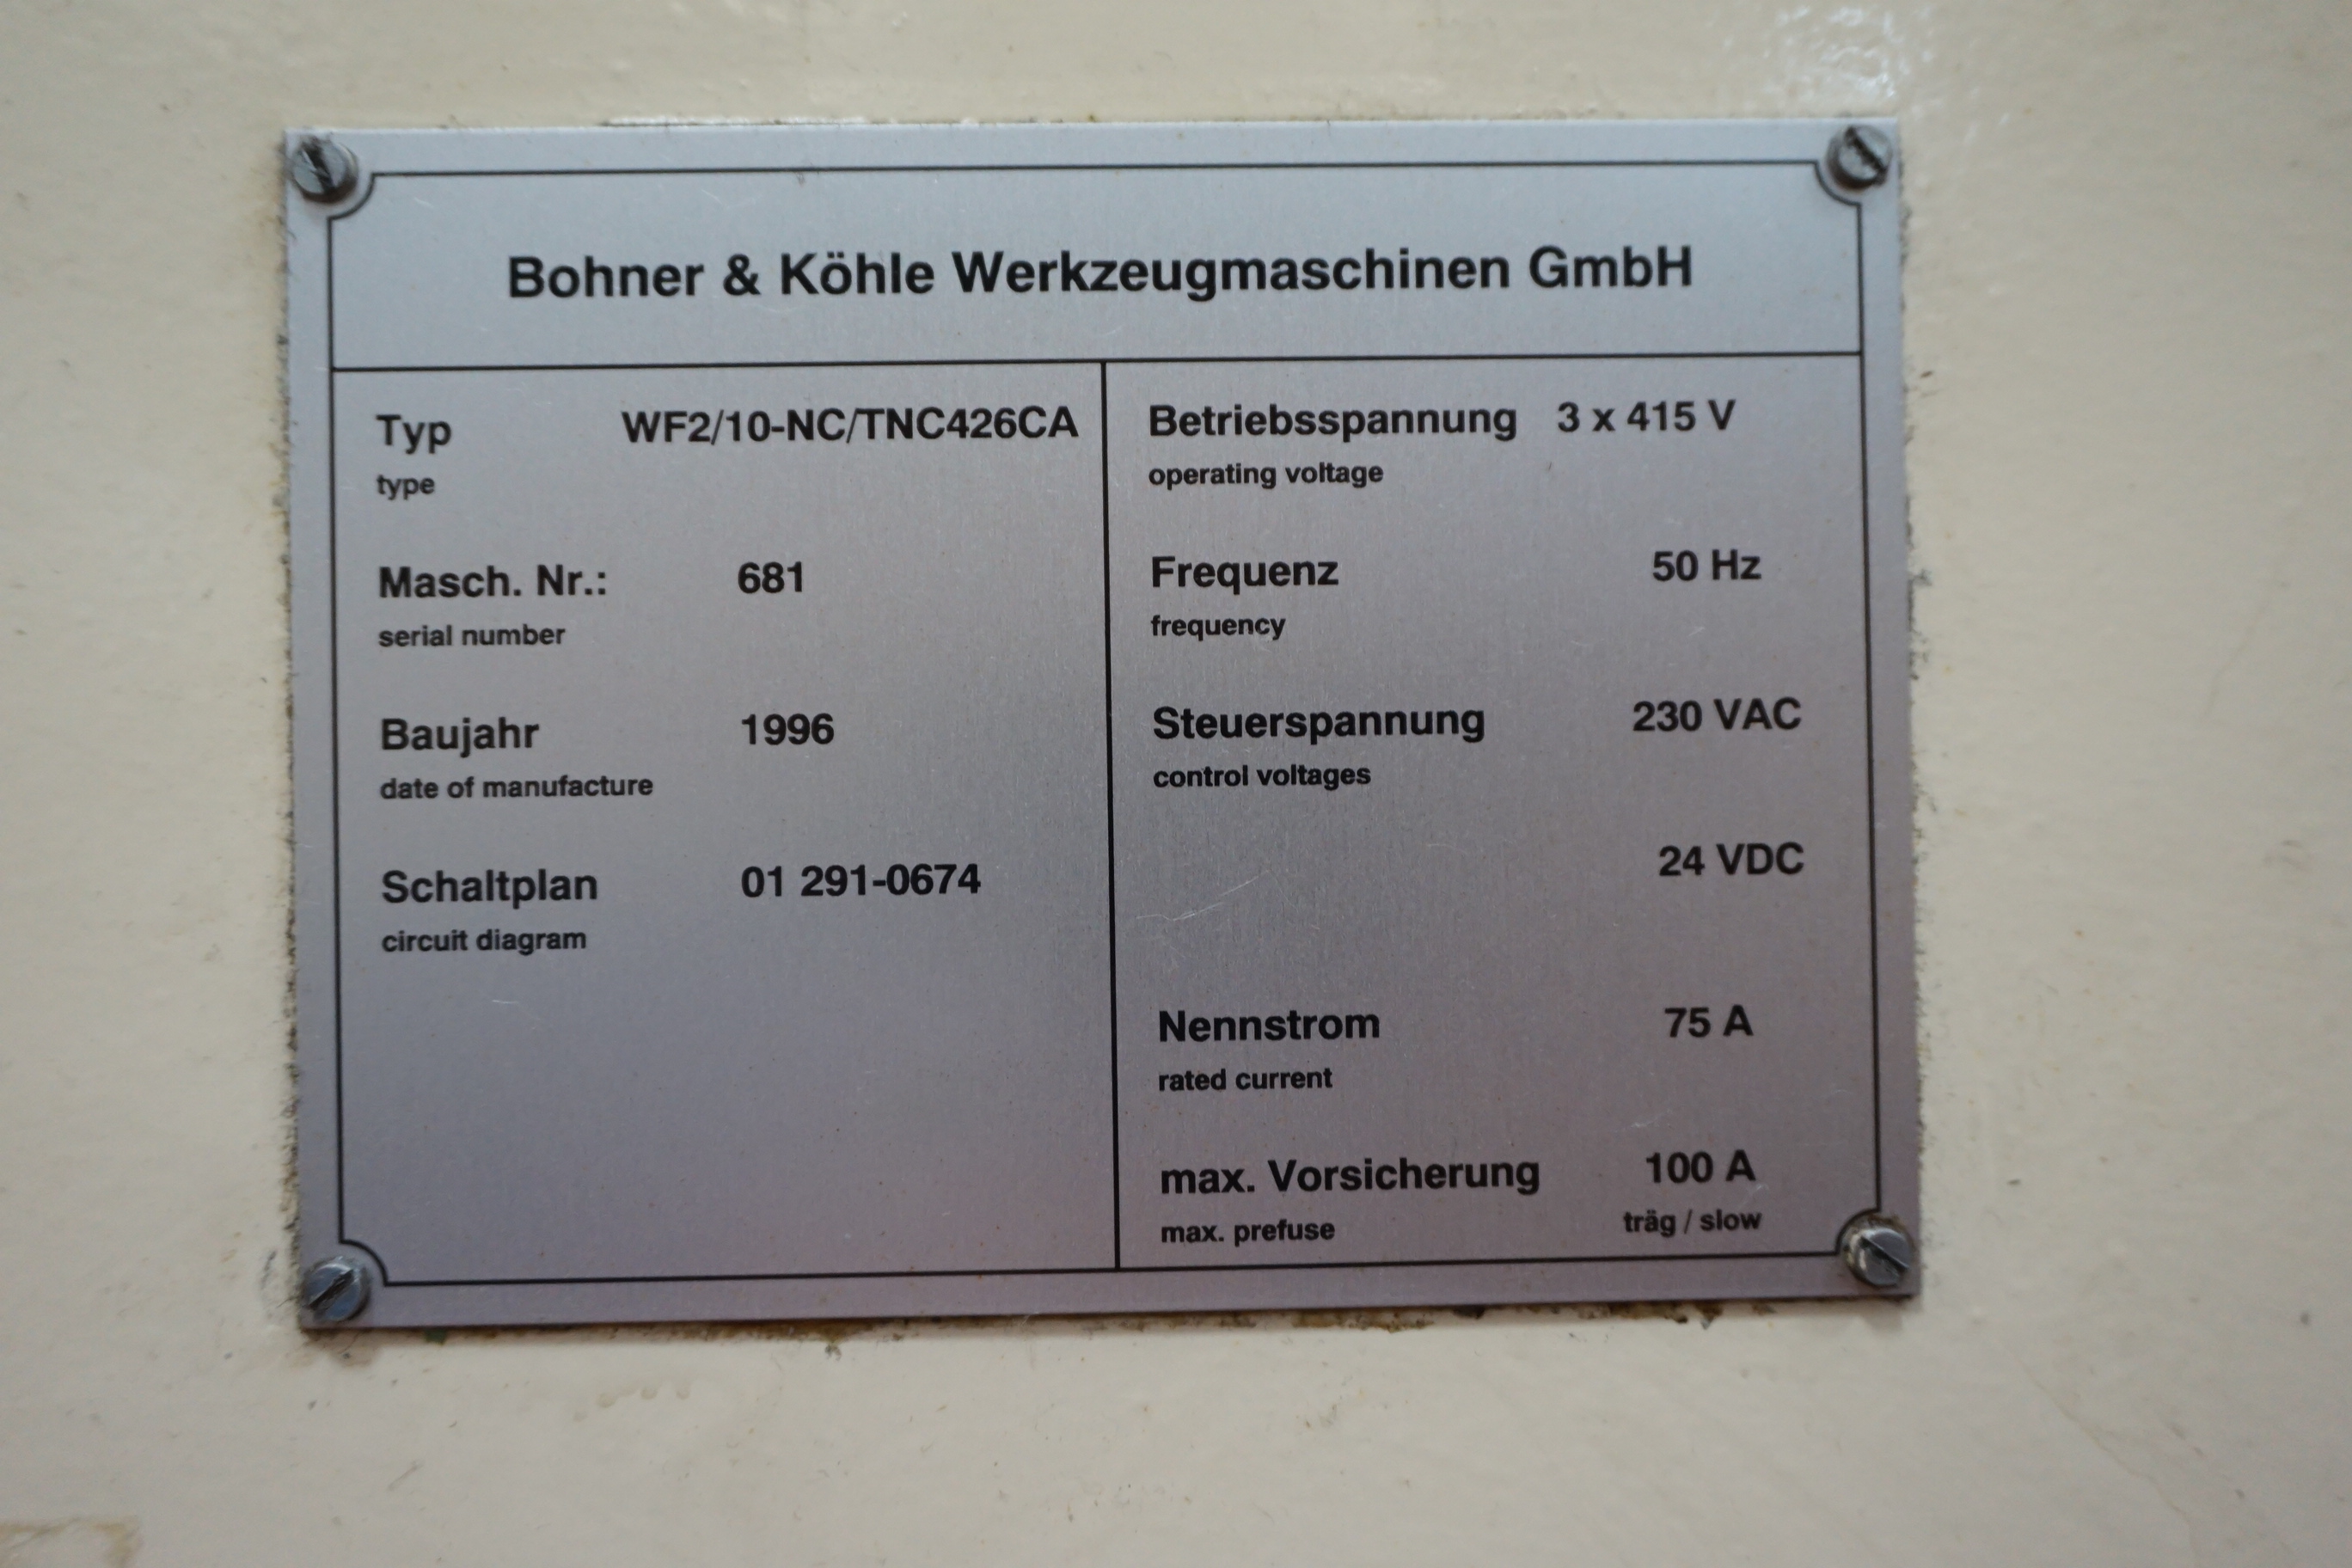 Bohner & Köhle Werkzeugmaschinen GmbH
Typ WF2/10-NC/TNC426CA
type
Masch. Nr.: 681
serial number
Baujahr 1996
date of manufacture
Schaltplan 01 291-0674
circuit diagram
Betriebsspannung 3 x 415 V
operating voltage
Frequenz 50 Hz
frequency
Steuerspannung 230 VAC
control voltages
24 VDC
Nennstrom 75 A
rated current
max. Vorsicherung 100 A
max. prefuse träg / slow